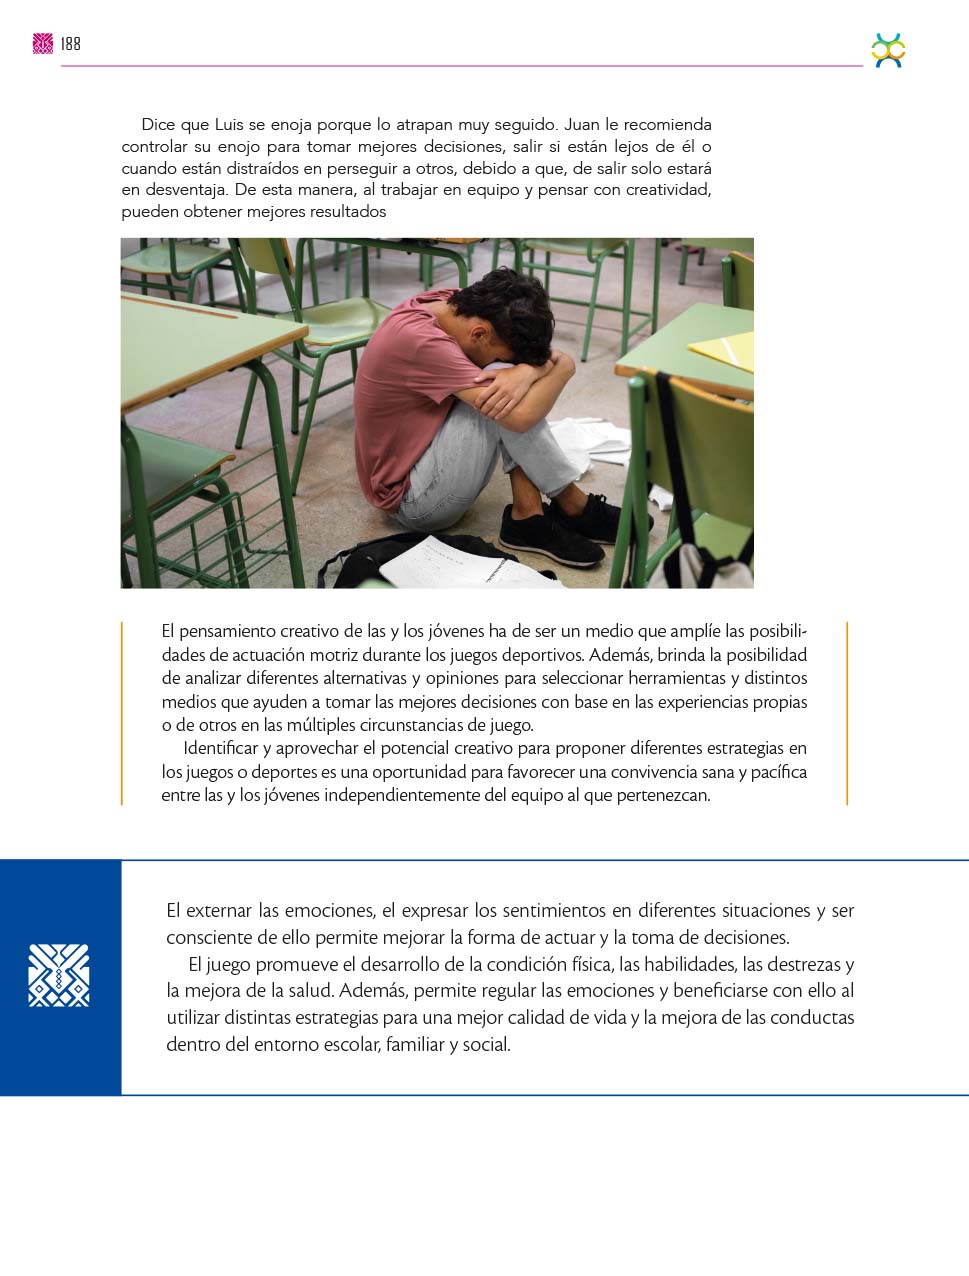 188
Dice que Luis se enoja porque lo atrapan muy seguido. Juan le recomienda
controlar su enojo para tomar mejores decisiones, salir si están lejos de él o
cuando están distraídos en perseguir a otros, debido a que, de salir solo estará
en desventaja. De esta manera, al trabajar en equipo y pensar con creatividad,
pueden obtener mejores resultados
El pensamiento creativo de las y los jóvenes ha de ser un medio que amplíe las posibili-
dades de actuación motriz durante los juegos deportivos. Además, brinda la posibilidad
de analizar diferentes alternativas y opiniones para seleccionar herramientas y distintos
medios que ayuden a tomar las mejores decisiones con base en las experiencias propias
o de otros en las múltiples circunstancias de juego.
Identificar y aprovechar el potencial creativo para proponer diferentes estrategias en
los juegos o deportes es una oportunidad para favorecer una convivencia sana y pacífica
entre las y los jóvenes independientemente del equipo al que pertenezcan.
El externar las emociones, el expresar los sentimientos en diferentes situaciones y ser
consciente de ello permite mejorar la forma de actuar y la toma de decisiones.
El juego promueve el desarrollo de la condición física, las habilidades, las destrezas y
la mejora de la salud. Además, permite regular las emociones y beneficiarse con ello al
utilizar distintas estrategias para una mejor calidad de vida y la mejora de las conductas
dentro del entorno escolar, familiar y social.